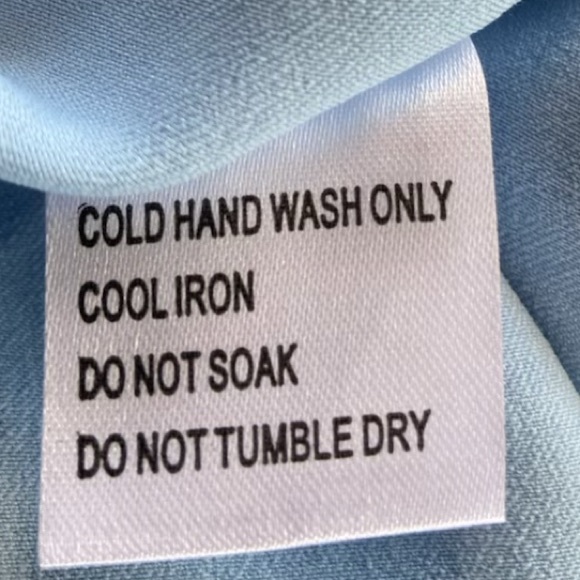 COLD HAND WASH ONLY
COOL IRON
DO NOT SOAK
DO NOT TUMBLE DRY